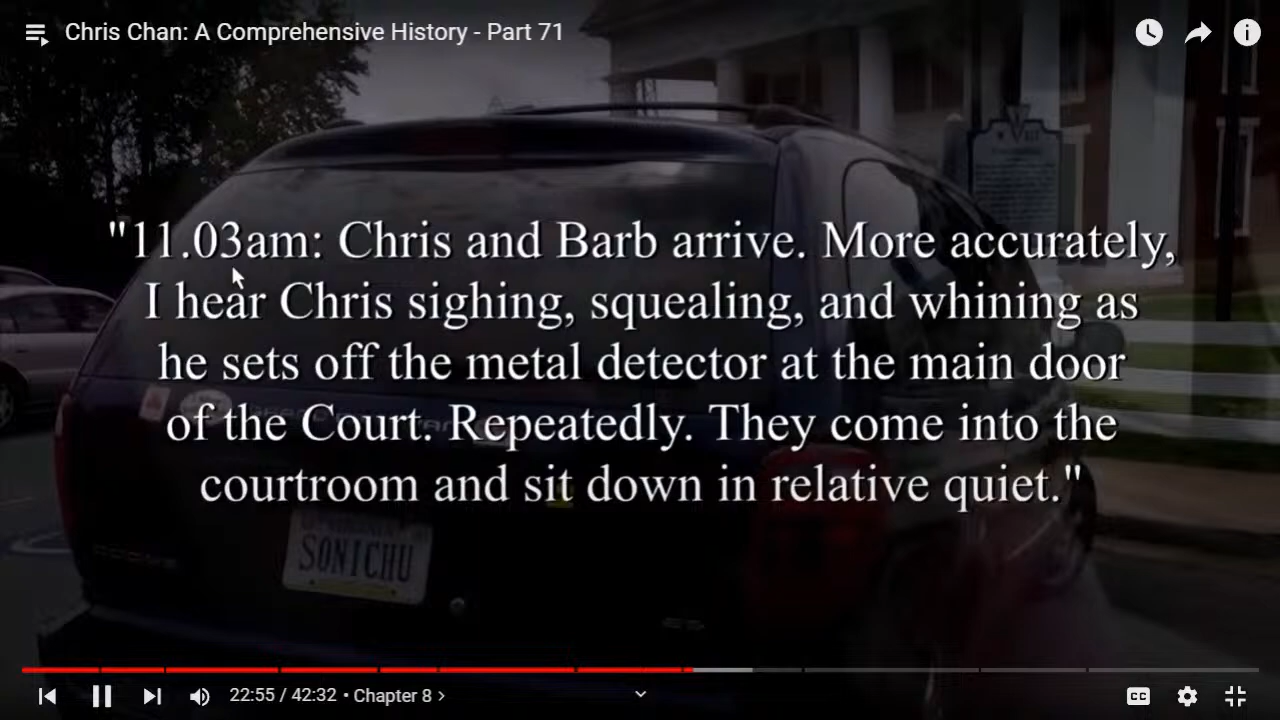 Chris Chan: A Comprehensive History - Part 71
"11.03am: Chris and Barb arrive. More accurately,
I hear Chris sighing, squealing, and whining as
he sets off the metal detector at the main door
of the Court. Repeatedly. They come into the
courtroom and sit down in relative quiet."
SONICHU
22:55 / 42:32 • Chapter 8 ›
CC